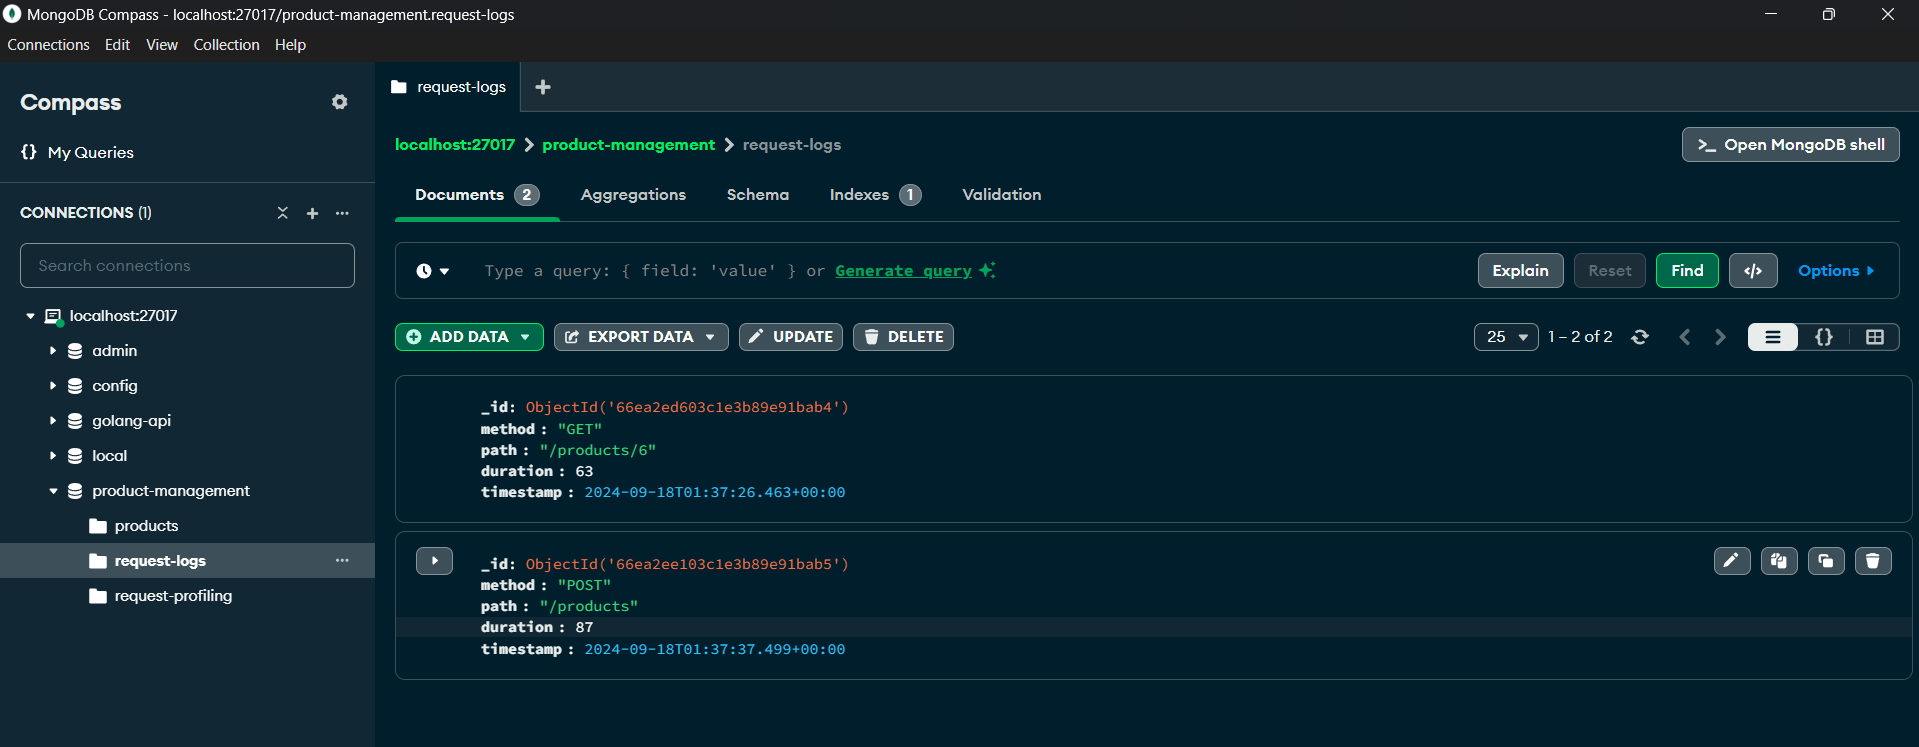 MongoDB Compass - localhost:27017/product-management.request-logs
Connections Edit View Collection Help
Compass
{} My Queries
CONNECTIONS (1)
Search connections
localhost:27017
admin
config
golang-api
local
product-management
products
request-logs
request-profiling
request-logs
localhost:27017 > product-management > request-logs
>_ Open MongoDB shell
Documents 2 Aggregations Schema Indexes 1 Validation
Type a query: { field: 'value' } or Generate query
Explain Reset Find </> Options
ADD DATA EXPORT DATA UPDATE DELETE
25 1 – 2 of 2 {}
_id: ObjectId('66ea2ed603c1e3b89e91bab4')
method : "GET"
path : "/products/6"
duration : 63
timestamp : 2024-09-18T01:37:26.463+00:00
_id: ObjectId('66ea2ee103c1e3b89e91bab5')
method : "POST"
path : "/products"
duration : 87
timestamp : 2024-09-18T01:37:37.499+00:00